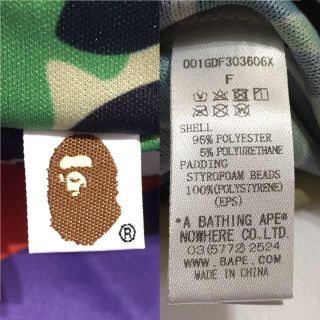 ®
001GDF303606X
F
SHELL
95% POLYESTER
5% POLYURETHANE
PADDING
STYROFOAM BEADS
100%(POLYSTYRENE)
(EPS)
"A BATHING APE"
NOWHERE CO.LTD.
03(5772)2524
WWW.BAPE.COM
MADE IN CHINA